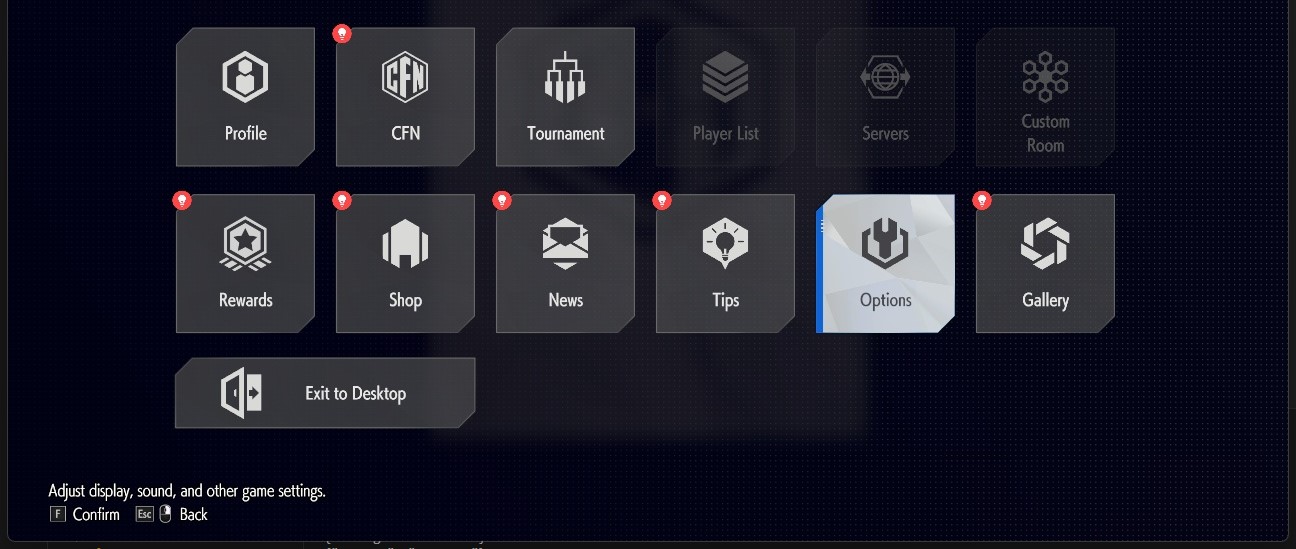 CFN
Profile
CFN
Tournament
Player List
Servers
Custom
Room
Rewards
Shop
News
Tips
Options
Gallery
Exit to Desktop
Adjust display, sound, and other game settings.
F Confirm Esc Back